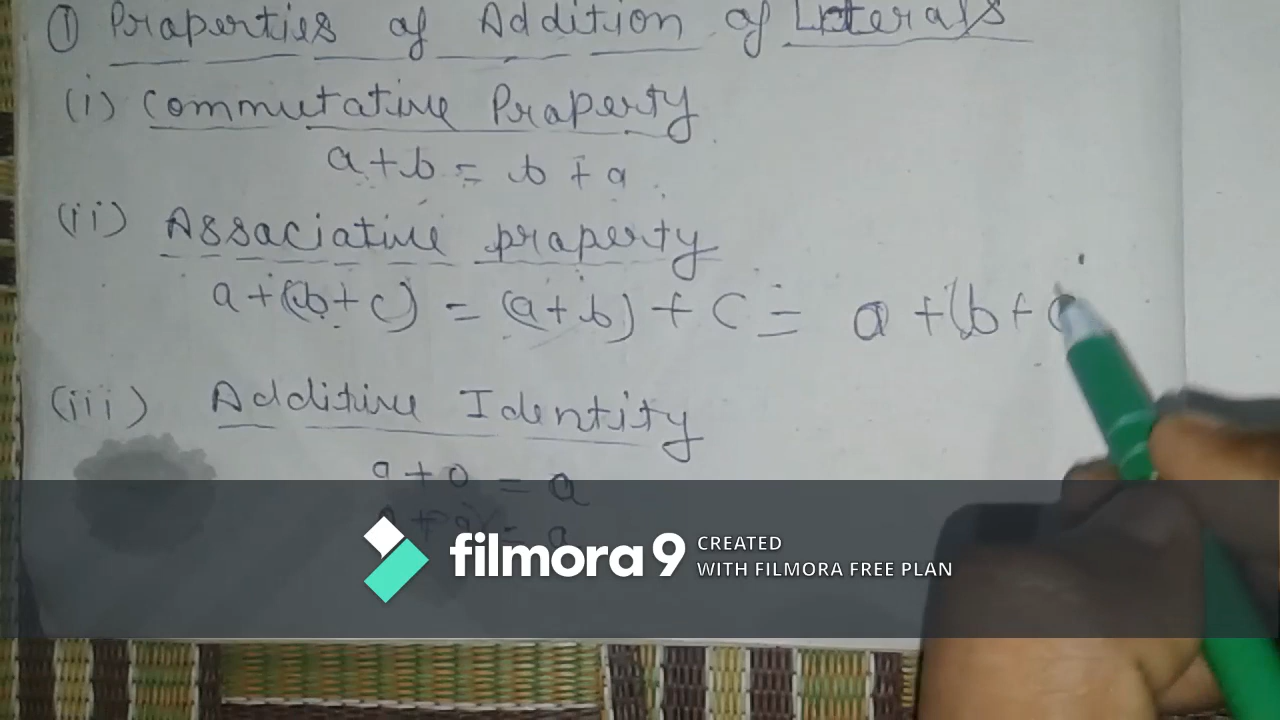 ① Properties of Addition of Literals
(i) Commutative Property
a + b = b + a
(ii) Associative property
a + (b + c) = (a + b) + c = a + (b + c
(iii) Additive Identity
a + 0 = a
filmora 9 CREATED
WITH FILMORA FREE PLAN